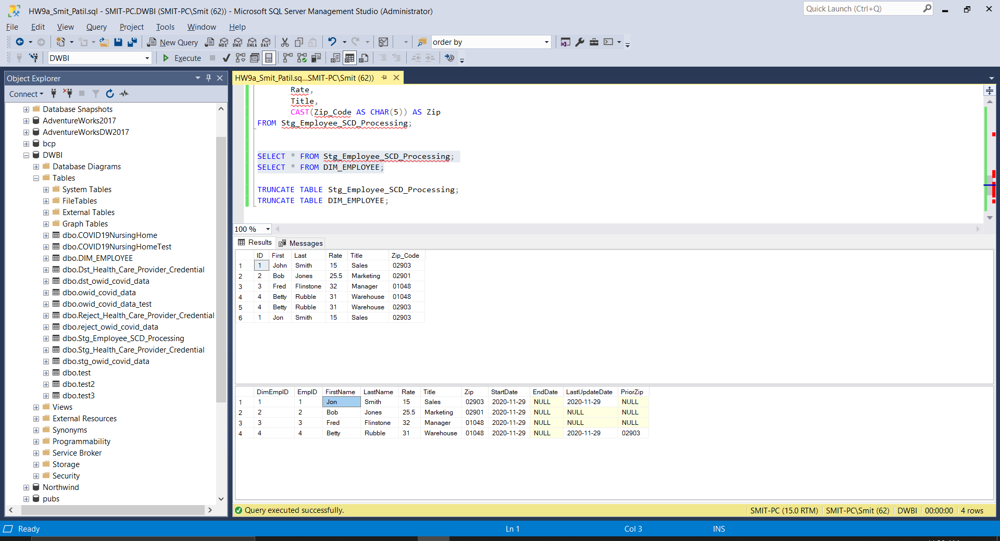 HW9a_Smit_Patil.sql - SMIT-PC.DWBI (SMIT-PC\Smit (62)) - Microsoft SQL Server Management Studio (Administrator)
Quick Launch (Ctrl+Q)
File Edit View Query Project Tools Window Help
New Query MDX DMX XMLA DAX order by
DWBI Execute
Object Explorer
Connect
Database Snapshots
AdventureWorks2017
AdventureWorksDW2017
bcp
DWBI
Database Diagrams
Tables
System Tables
FileTables
External Tables
Graph Tables
dbo.COVID19NursingHome
dbo.COVID19NursingHomeTest
dbo.DIM_EMPLOYEE
dbo.Dst_Health_Care_Provider_Credential
dbo.dst_owid_covid_data
dbo.owid_covid_data
dbo.owid_covid_data_test
dbo.Reject_Health_Care_Provider_Credential
dbo.reject_owid_covid_data
dbo.Stg_Employee_SCD_Processing
dbo.Stg_Health_Care_Provider_Credential
dbo.stg_owid_covid_data
dbo.test
dbo.test2
dbo.test3
Views
External Resources
Synonyms
Programmability
Service Broker
Storage
Security
Northwind
pubs
HW9a_Smit_Patil.sq...SMIT-PC\Smit (62))
Rate,
Title,
CAST(Zip_Code AS CHAR(5)) AS Zip
FROM Stg_Employee_SCD_Processing;
SELECT * FROM Stg_Employee_SCD_Processing;
SELECT * FROM DIM_EMPLOYEE;
TRUNCATE TABLE Stg_Employee_SCD_Processing;
TRUNCATE TABLE DIM_EMPLOYEE;
100 %
Results Messages
ID First Last Rate Title Zip_Code
1 1 John Smith 15 Sales 02903
2 2 Bob Jones 25.5 Marketing 02901
3 3 Fred Flinstone 32 Manager 01048
4 4 Betty Rubble 31 Warehouse 01048
5 4 Betty Rubble 31 Warehouse 02903
6 1 Jon Smith 15 Sales 02903
DimEmpID EmpID FirstName LastName Rate Title Zip StartDate EndDate LastUpdateDate PriorZip
1 1 1 Jon Smith 15 Sales 02903 2020-11-29 NULL 2020-11-29 NULL
2 2 2 Bob Jones 25.5 Marketing 02901 2020-11-29 NULL NULL NULL
3 3 3 Fred Flinstone 32 Manager 01048 2020-11-29 NULL NULL NULL
4 4 4 Betty Rubble 31 Warehouse 01048 2020-11-29 NULL 2020-11-29 02903
Query executed successfully. SMIT-PC (15.0 RTM) SMIT-PC\Smit (62) DWBI 00:00:00 4 rows
Ready Ln 1 Col 3 INS